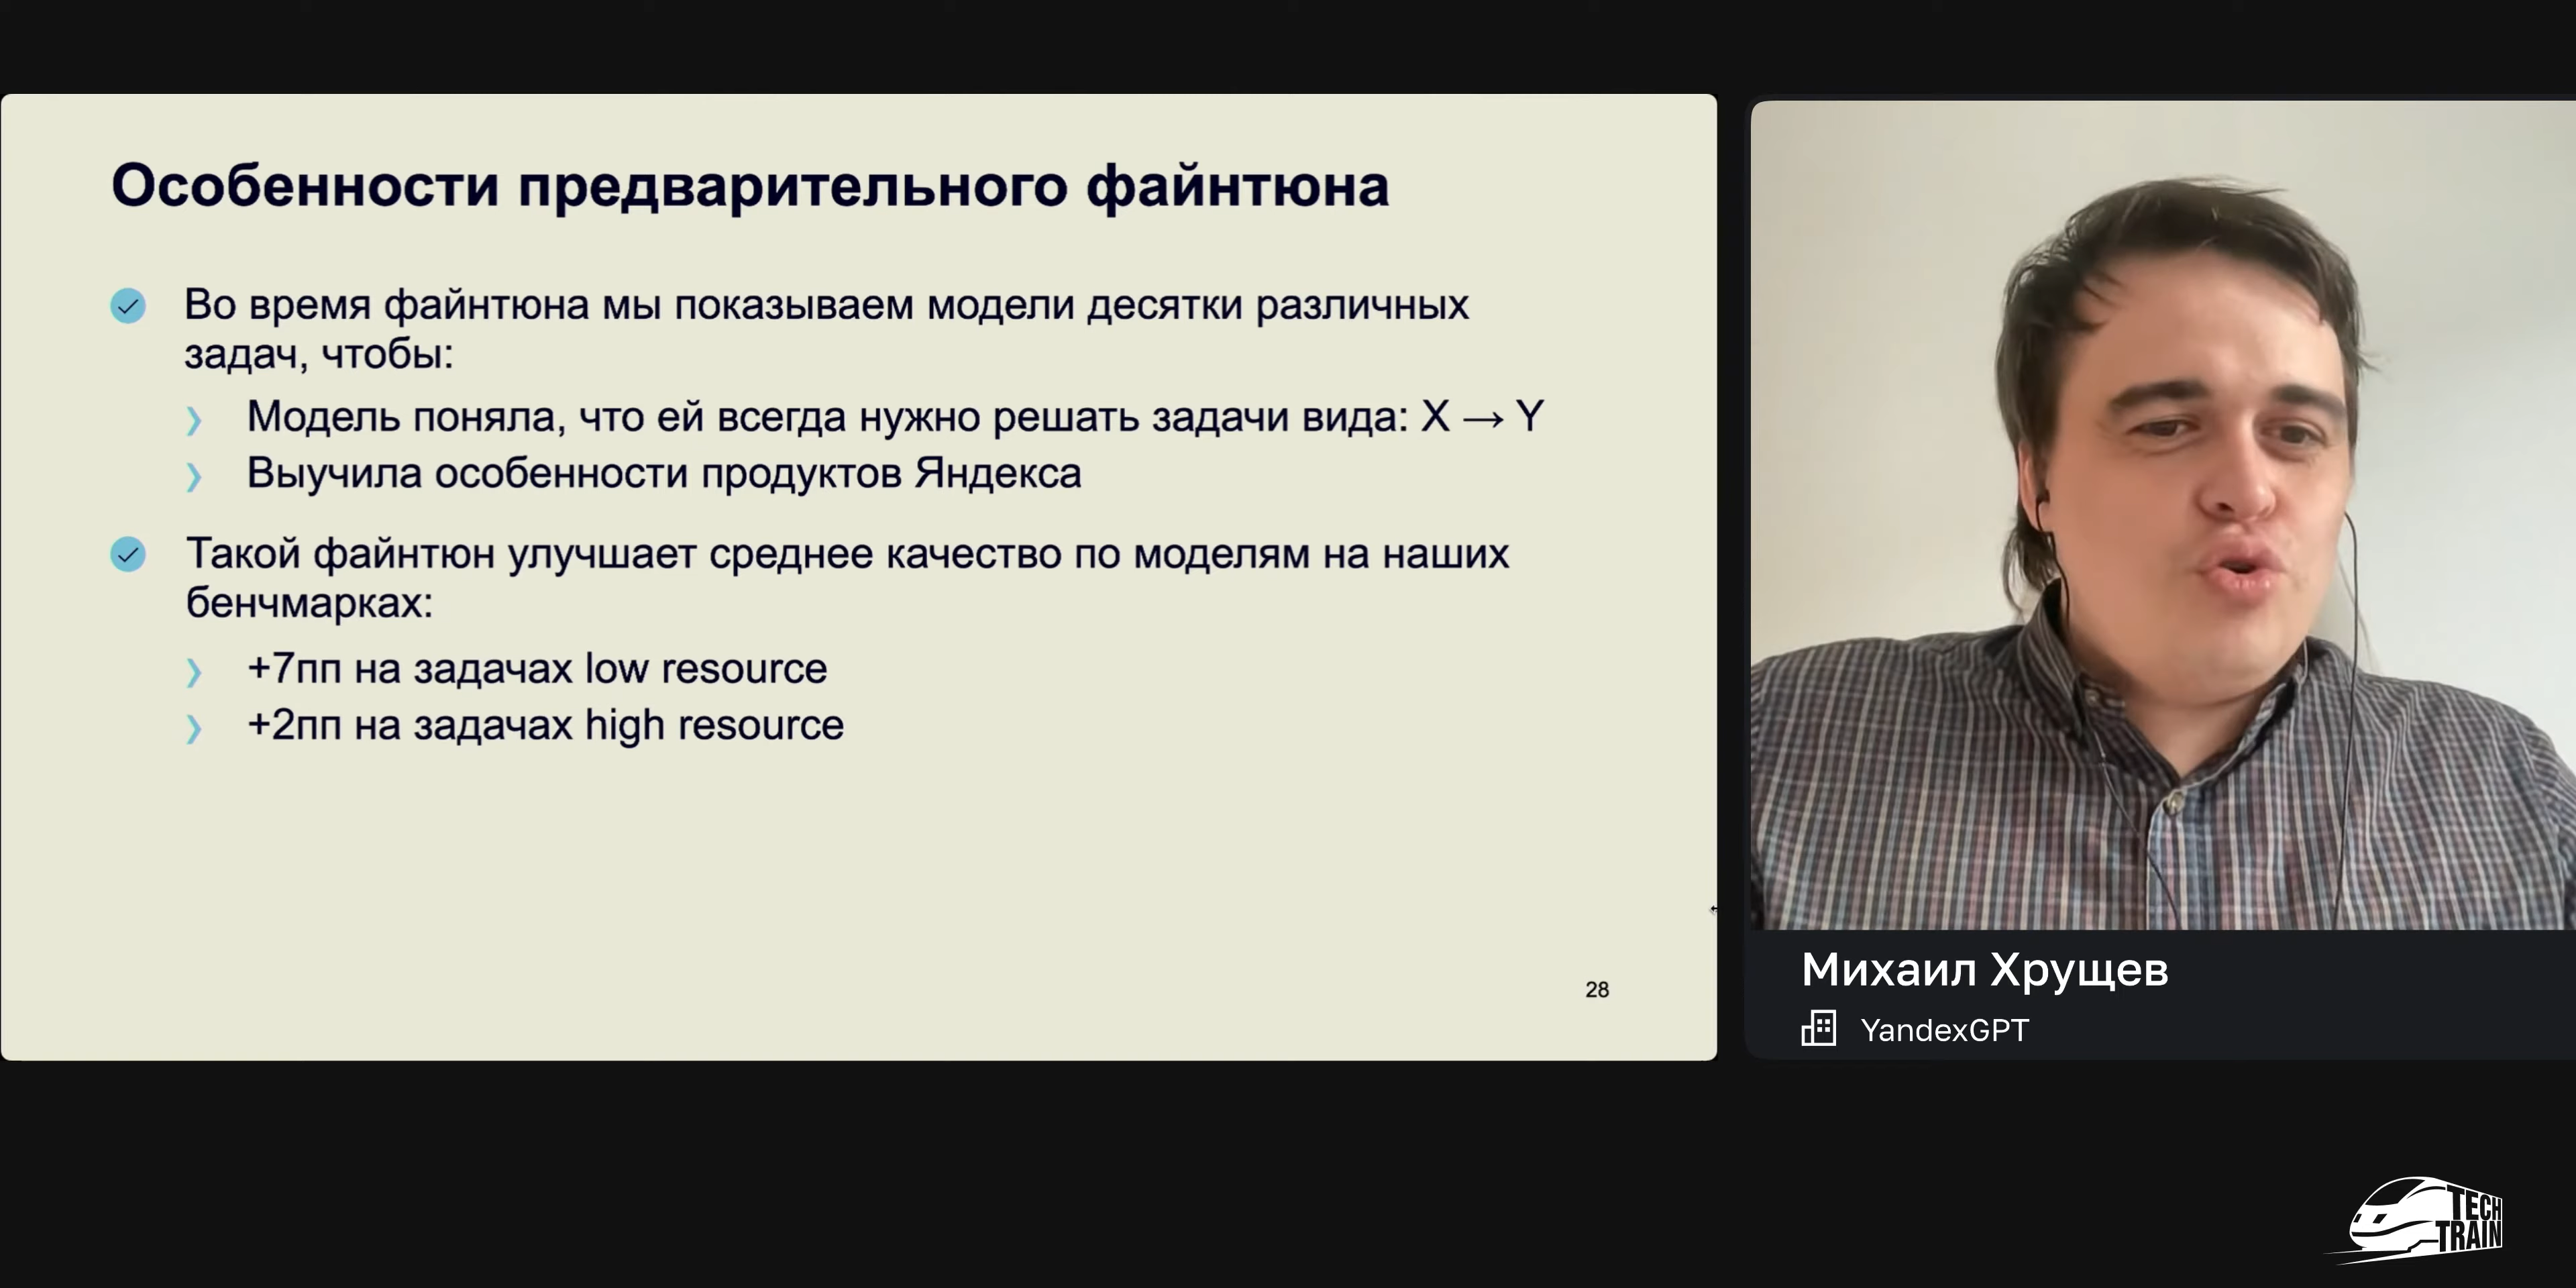 Особенности предварительного файнтюна
Во время файнтюна мы показываем модели десятки различных
задач, чтобы:
Модель поняла, что ей всегда нужно решать задачи вида: X → Y
Выучила особенности продуктов Яндекса
Такой файнтюн улучшает среднее качество по моделям на наших
бенчмарках:
+7пп на задачах low resource
+2пп на задачах high resource
28
Михаил Хрущев
YandexGPT
TECH
TRAIN